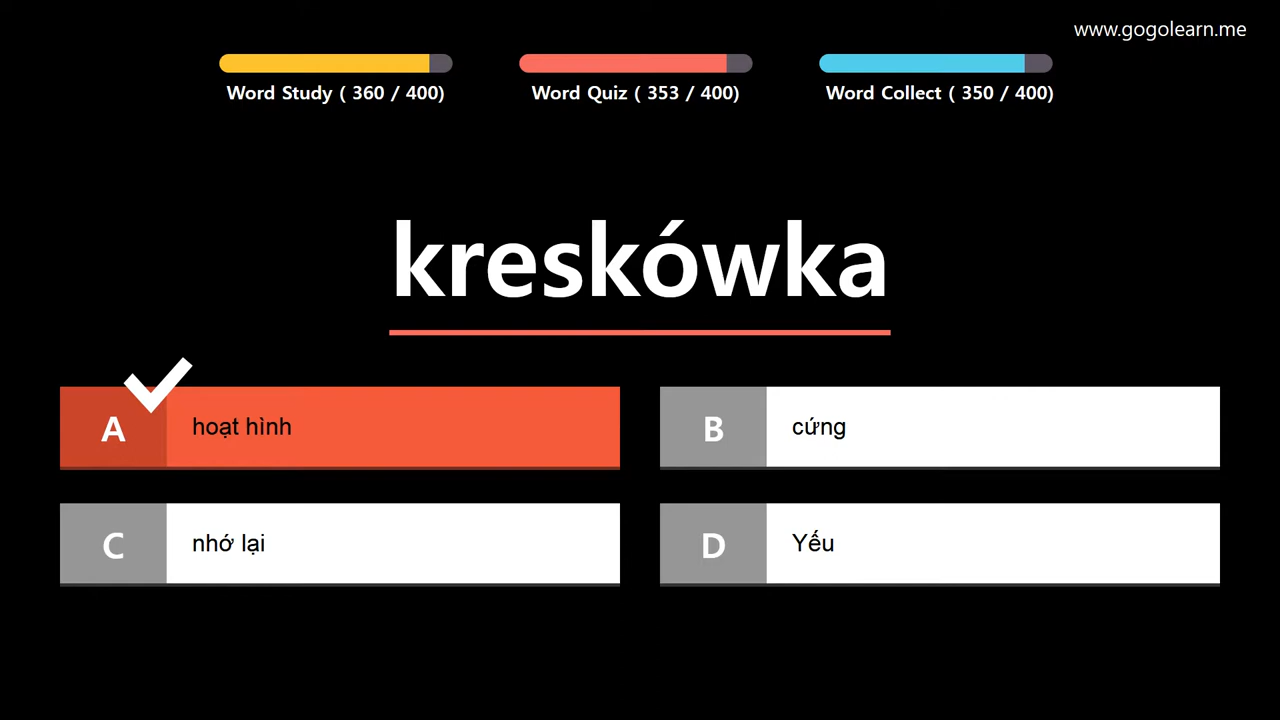 www.gogolearn.me
Word Study ( 360 / 400)
Word Quiz ( 353 / 400)
Word Collect ( 350 / 400)
kreskówka
A hoạt hình
B cứng
C nhớ lại
D Yếu